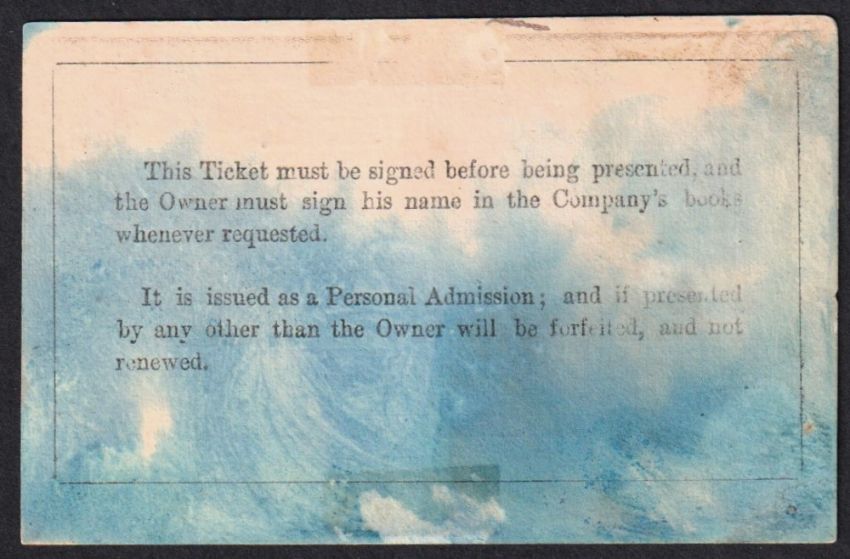 This Ticket must be signed before being presented, and
the Owner must sign his name in the Company's books
whenever requested.
It is issued as a Personal Admission; and if presented
by any other than the Owner will be forfeited, and not
renewed.